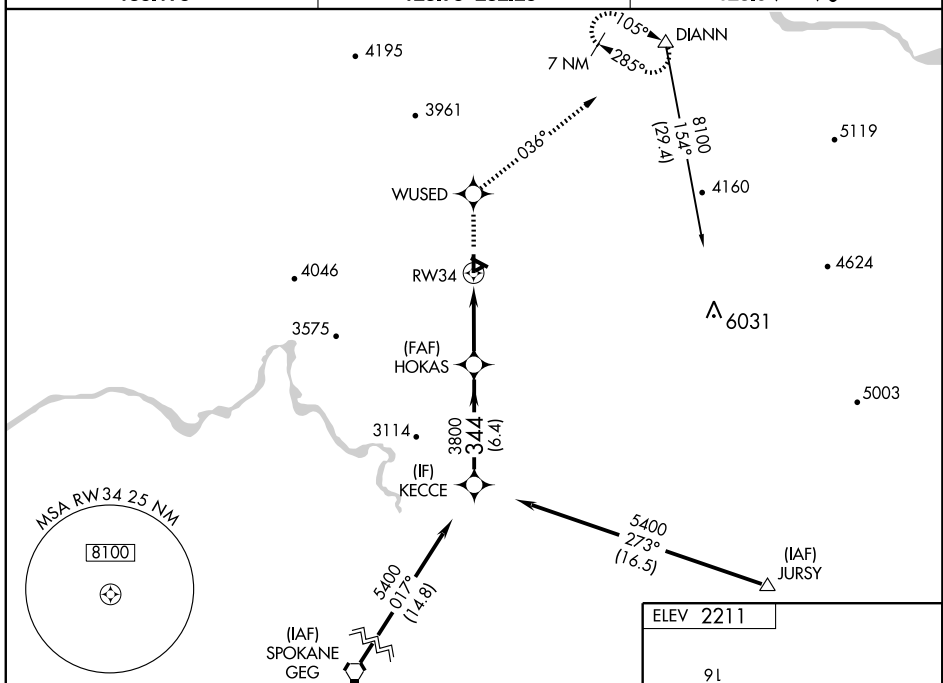 105°
DIANN
285°
7 NM
4195
3961
036°
8100
154°
(29.4)
5119
4160
WUSED
4046
RW34
4624
6031
3575
(FAF)
HOKAS
5003
3114
3800
344
(6.4)
(IF)
KECCE
MSA RW34 25 NM
8100
5400
273°
(16.5)
(IAF)
JURSY
5400
017°
(14.8)
(IAF)
SPOKANE
GEG
ELEV 2211